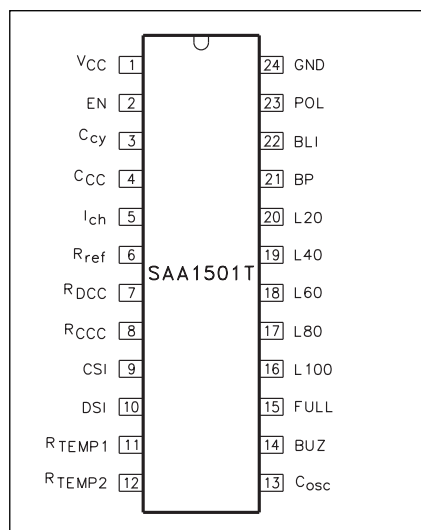 VCC 1 24 GND
EN 2 23 POL
Ccy 3 22 BLI
CCC 4 21 BP
Ich 5 20 L20
Rref 6 19 L40
SAA1501T
RDCC 7 18 L60
RCCC 8 17 L80
CSI 9 16 L100
DSI 10 15 FULL
RTEMP1 11 14 BUZ
RTEMP2 12 13 Cosc